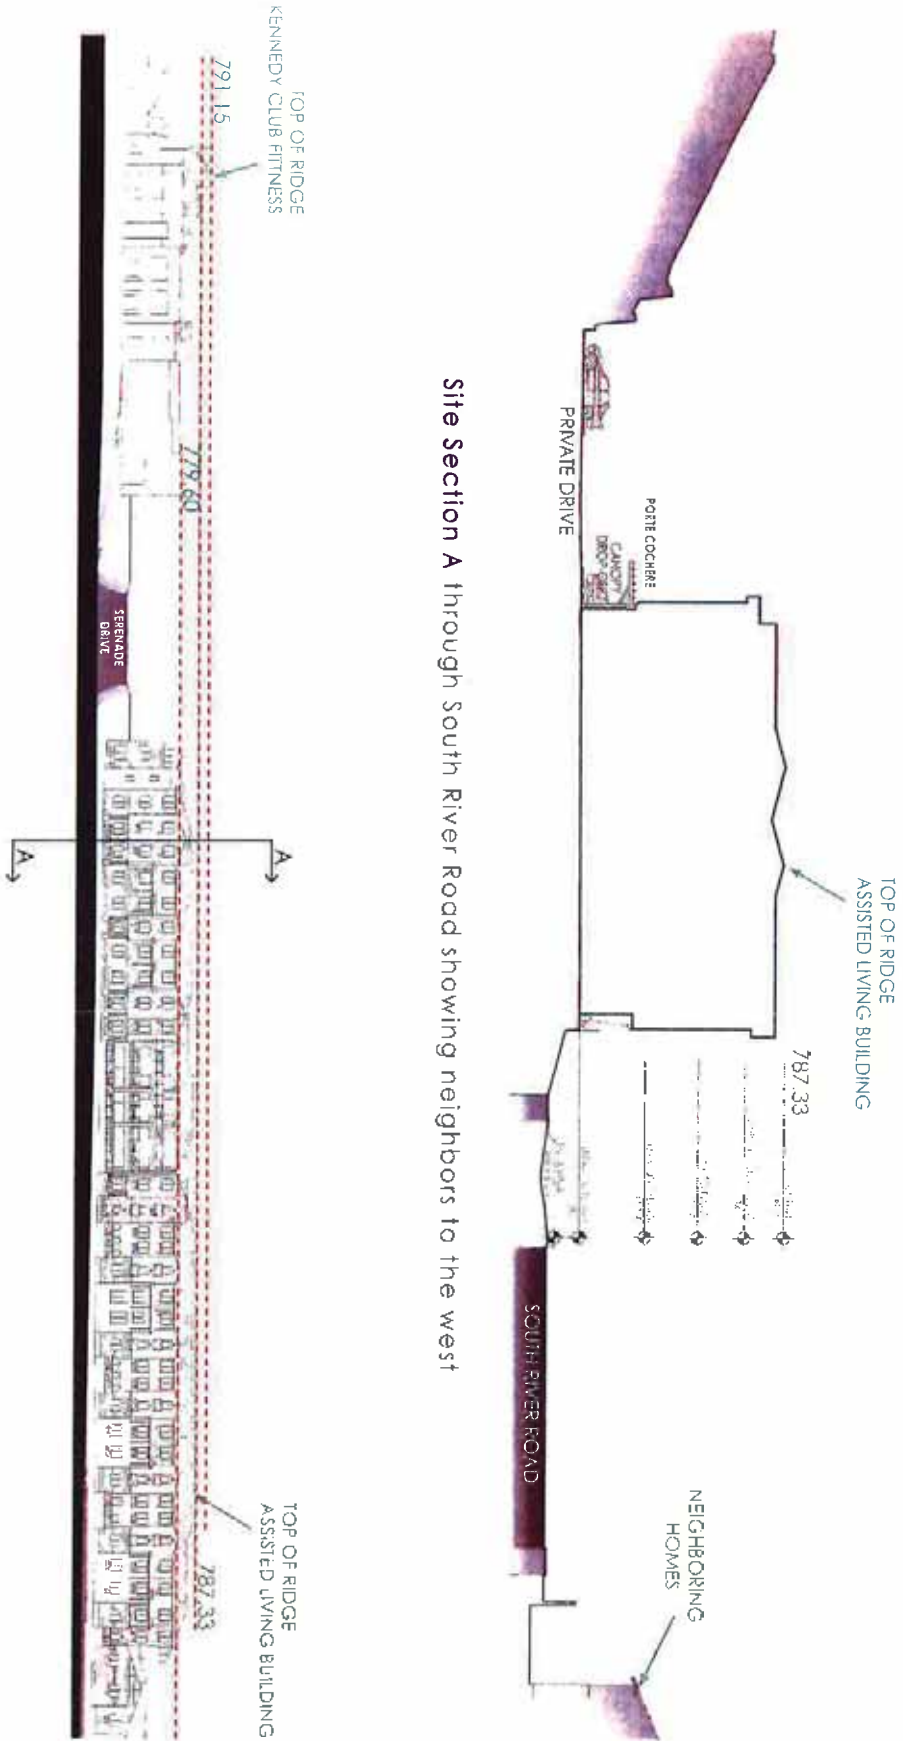 TOP OF RIDGE
ASSISTED LIVING BUILDING
787.33
PORTE COCHERE
CANOPY
DROP-OFF
PRIVATE DRIVE
SOUTH RIVER ROAD
NEIGHBORING
HOMES
Site Section A through South River Road showing neighbors to the west
TOP OF RIDGE
KENNEDY CLUB FITTNESS
791.15
779.60
SERENADE
DRIVE
A
A
TOP OF RIDGE
ASSISTED LIVING BUILDING
787.33